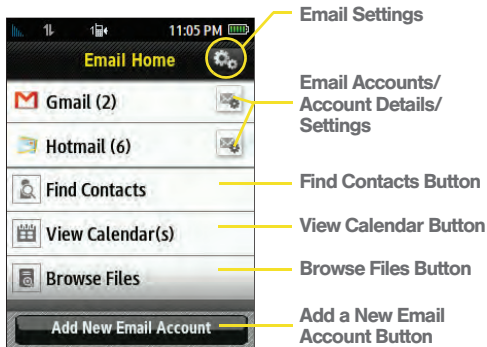 11:05 PM
Email Home
Gmail (2)
Hotmail (6)
Find Contacts
View Calendar(s)
Browse Files
Add New Email Account
Email Settings
Email Accounts/
Account Details/
Settings
Find Contacts Button
View Calendar Button
Browse Files Button
Add a New Email
Account Button